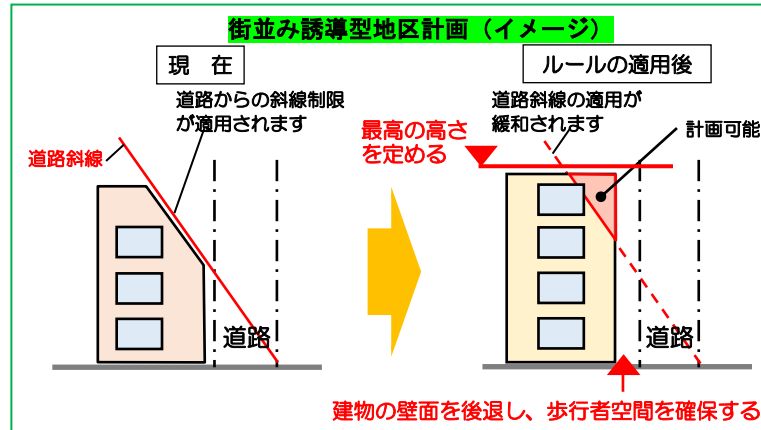 街並み誘導型地区計画（イメージ）
現　在
道路からの斜線制限
が適用されます
道路斜線
道路
ルールの適用後
道路斜線の適用が
緩和されます
最高の高さ
を定める
計画可能
道路
建物の壁面を後退し、歩行者空間を確保する